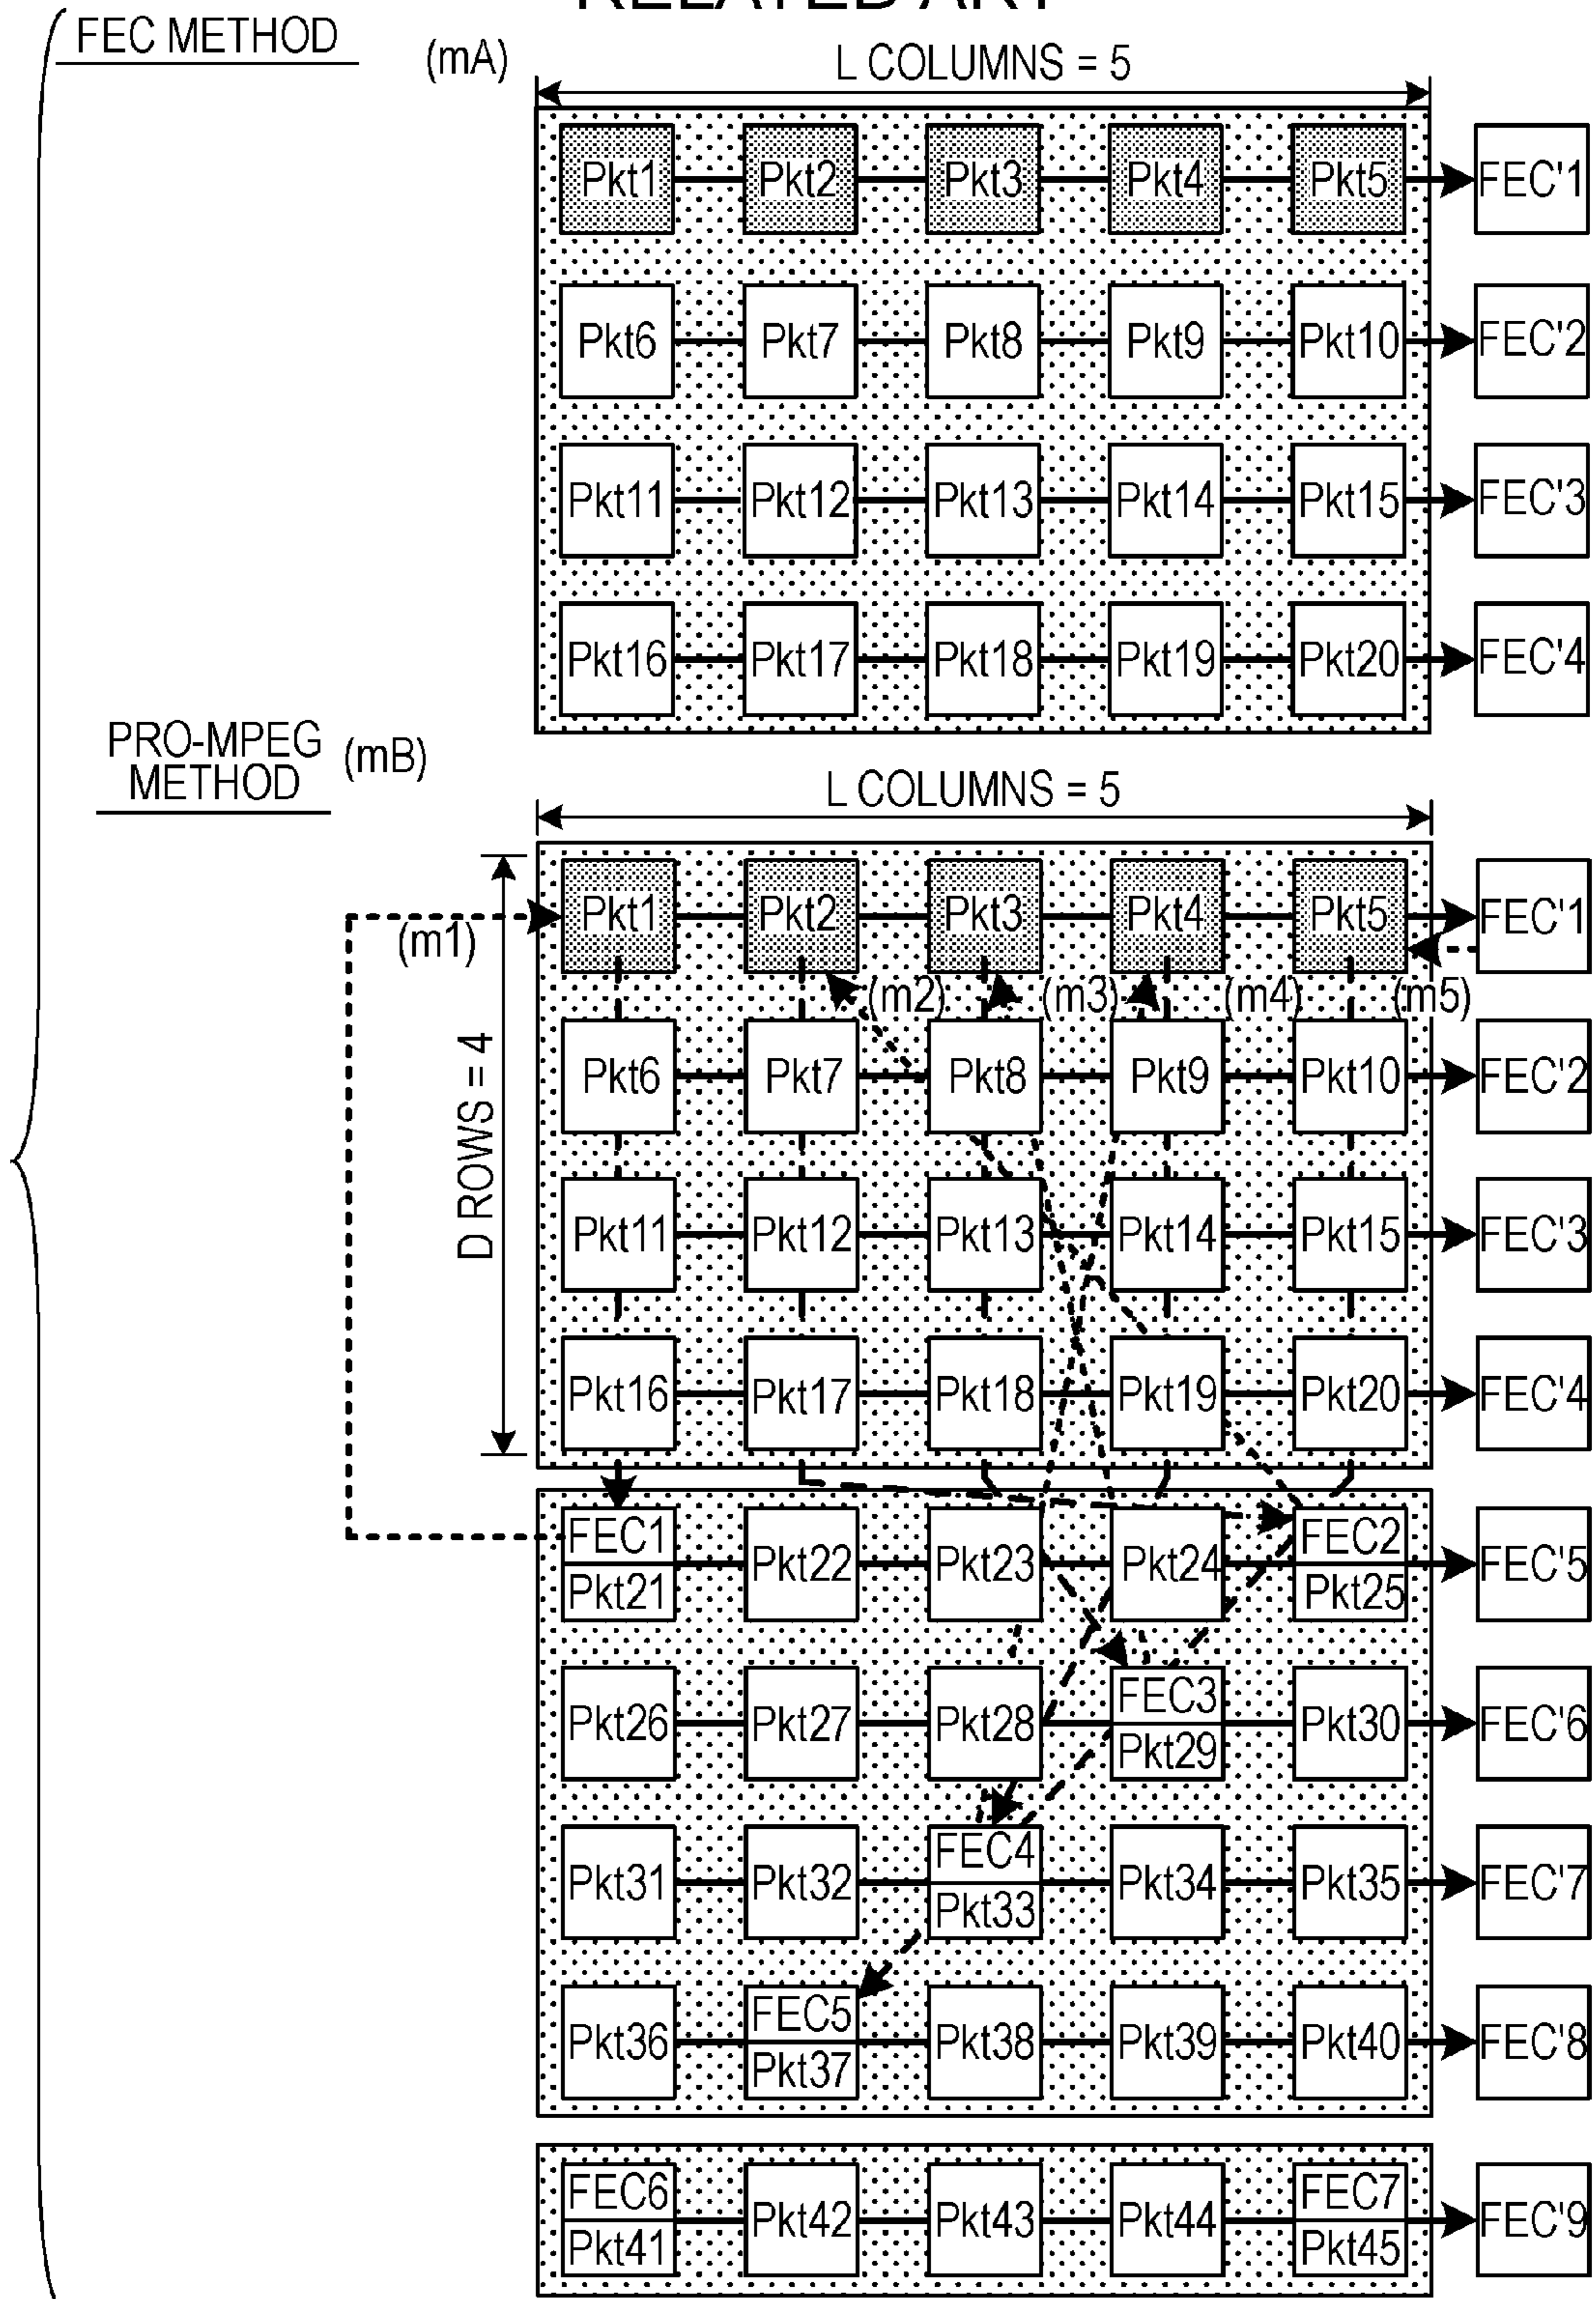 RELATED ART
FEC METHOD
(mA)
L COLUMNS = 5
Pkt1 Pkt2 Pkt3 Pkt4 Pkt5 FEC'1
Pkt6 Pkt7 Pkt8 Pkt9 Pkt10 FEC'2
Pkt11 Pkt12 Pkt13 Pkt14 Pkt15 FEC'3
Pkt16 Pkt17 Pkt18 Pkt19 Pkt20 FEC'4
PRO-MPEG
METHOD
(mB)
L COLUMNS = 5
D ROWS = 4
Pkt1 Pkt2 Pkt3 Pkt4 Pkt5 FEC'1
(m1) (m2) (m3) (m4) (m5)
Pkt6 Pkt7 Pkt8 Pkt9 Pkt10 FEC'2
Pkt11 Pkt12 Pkt13 Pkt14 Pkt15 FEC'3
Pkt16 Pkt17 Pkt18 Pkt19 Pkt20 FEC'4
FEC1 FEC2
Pkt22 Pkt23 Pkt24 FEC'5
Pkt21 Pkt25
FEC3
Pkt26 Pkt27 Pkt28 Pkt30 FEC'6
Pkt29
FEC4
Pkt31 Pkt32 Pkt34 Pkt35 FEC'7
Pkt33
FEC5
Pkt36 Pkt38 Pkt39 Pkt40 FEC'8
Pkt37
FEC6 FEC7
Pkt42 Pkt43 Pkt44 FEC'9
Pkt41 Pkt45